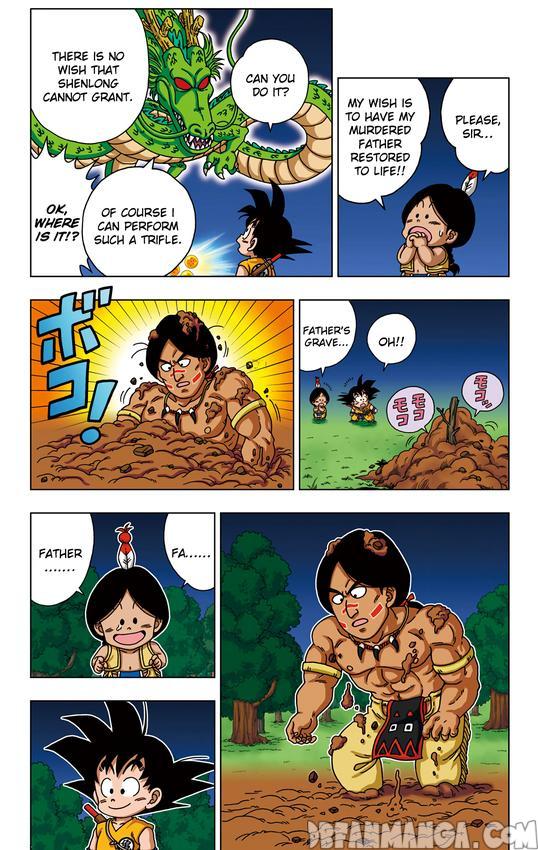 PLEASE,
SIR...
MY WISH IS
TO HAVE MY
MURDERED
FATHER
RESTORED
TO LIFE!!
CAN YOU
DO IT?
THERE IS NO
WISH THAT
SHENLONG
CANNOT GRANT.
OF COURSE I
CAN PERFORM
SUCH A TRIFLE.
OK,
WHERE
IS IT!?
モコッ
モコ
モコ
OH!!
FATHER'S
GRAVE...
ボコ!
FA......
FATHER
.......
DBFANMANGA.COM